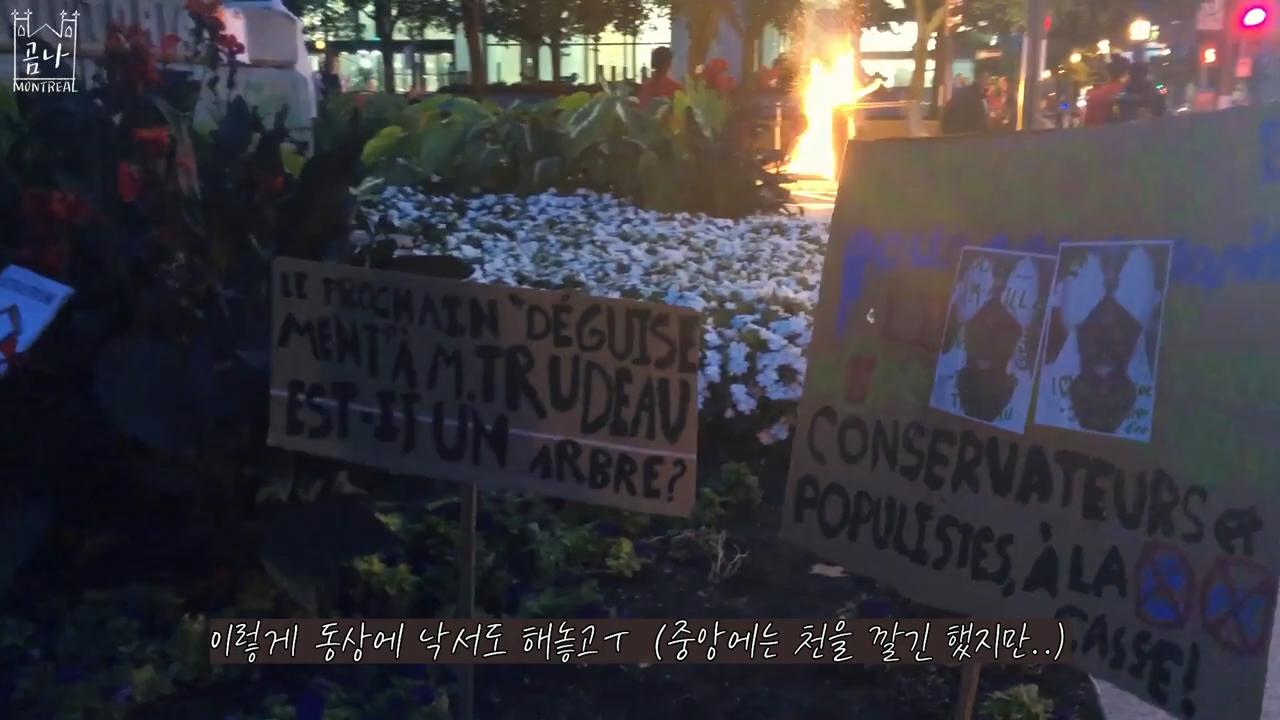 곰나
MONTREAL
LE PROCHAIN "DÉGUISE
MENT" À M. TRUDEAU
EST-IT UN ARBRE?
CONSERVATEURS et
POPULISTES, À LA
CASSE!
이렇게 동상에 낙서도 해놓고ㅜ (중앙에는 천을 깔긴 했지만..)